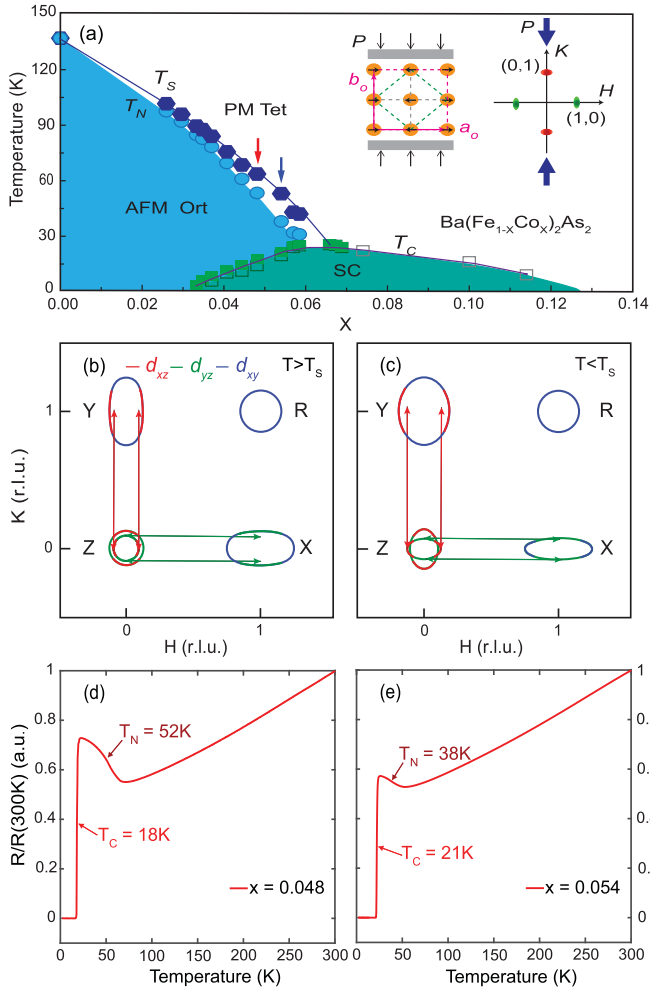 (a)
150
120
90
60
30
0
Temperature (K)
T_S
T_N
PM Tet
AFM Ort
SC
T_C
Ba(Fe1-xCox)2As2
P
b_o
a_o
P
K
(0,1)
H
(1,0)
0.00
0.02
0.04
0.06
0.08
0.10
0.12
0.14
X
(b)
d_xz
d_yz
d_xy
T>T_S
Y
R
Z
X
1
0
K (r.l.u.)
0
1
H (r.l.u.)
(c)
T<T_S
Y
R
Z
X
0
1
H (r.l.u.)
(d)
1
0.8
0.6
0.4
0.2
0
R/R(300K) (a.u.)
T_N = 52K
T_C = 18K
x = 0.048
0
50
100
150
200
250
300
Temperature (K)
(e)
T_N = 38K
T_C = 21K
x = 0.054
0
50
100
150
200
250
300
Temperature (K)